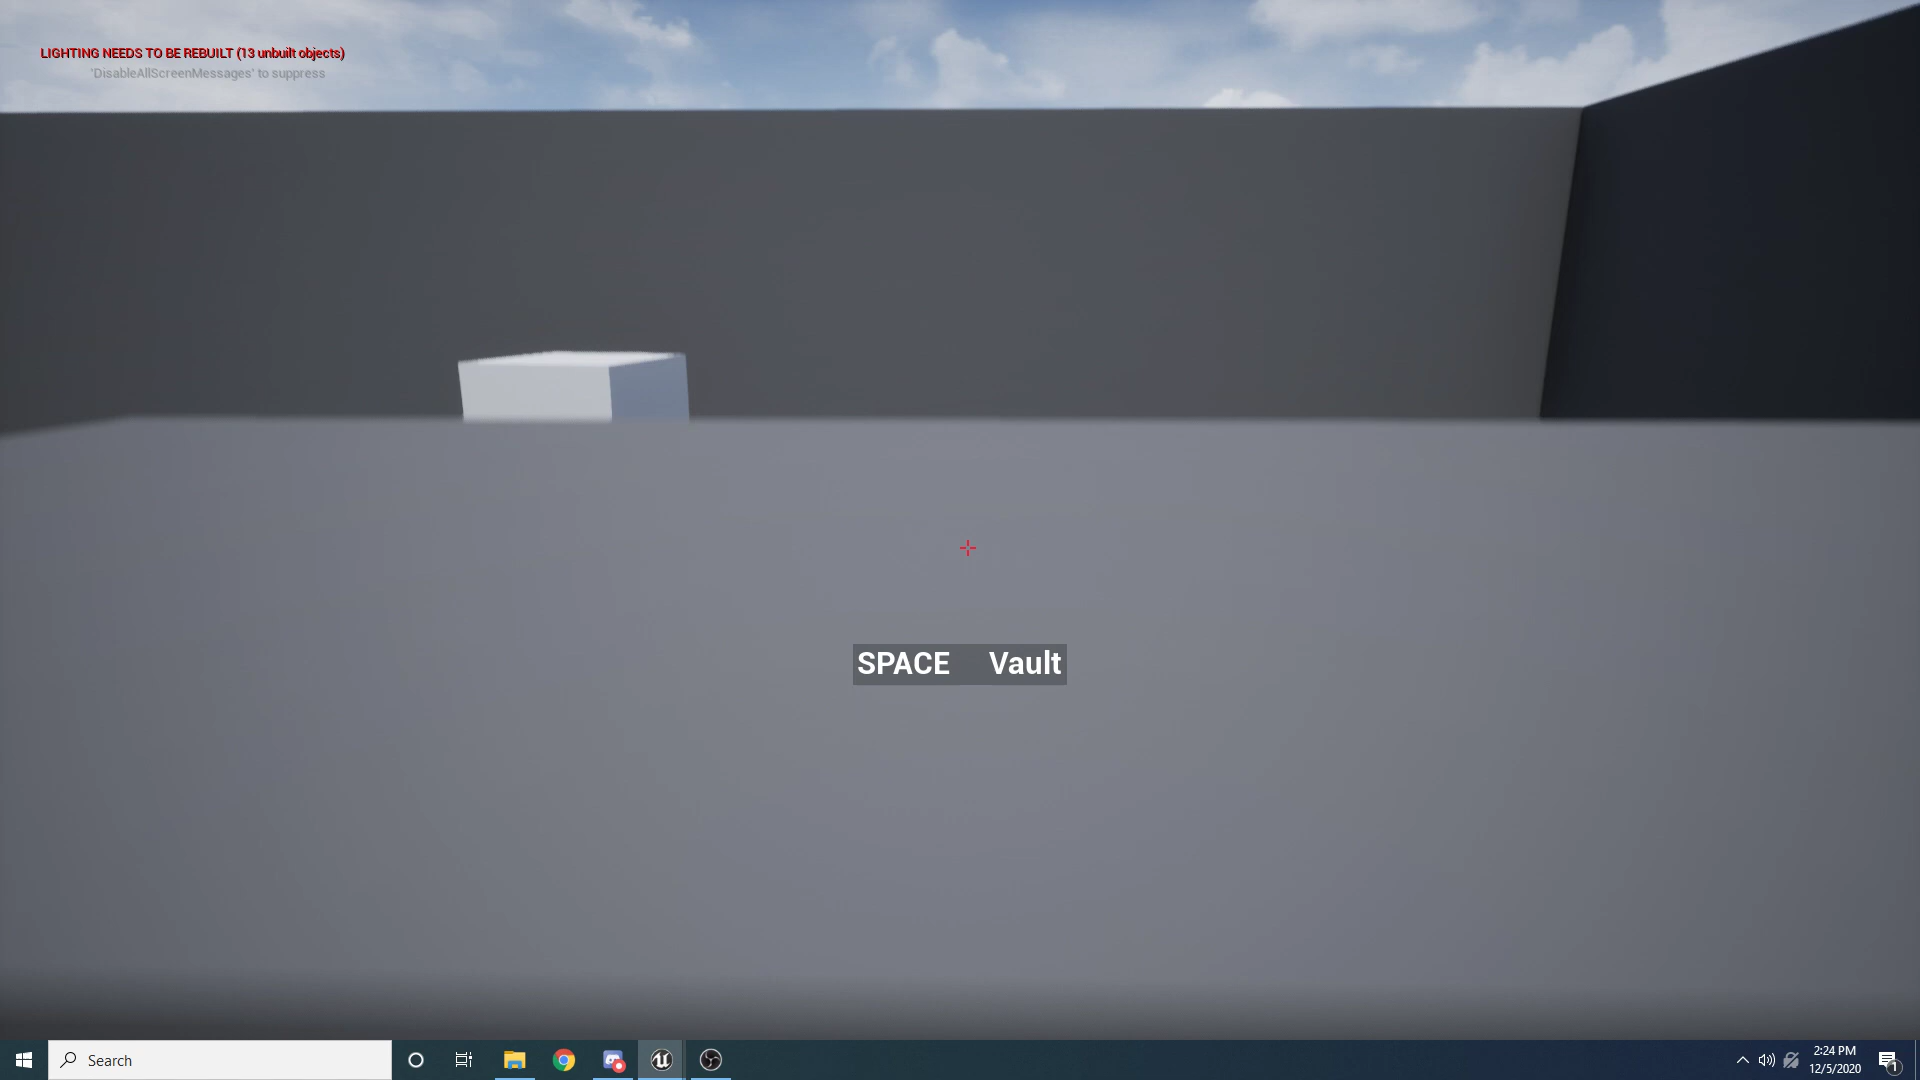 LIGHTING NEEDS TO BE REBUILT (13 unbuilt objects)
'DisableAllScreenMessages' to suppress
SPACE Vault
Search
2:24 PM
12/5/2020
1